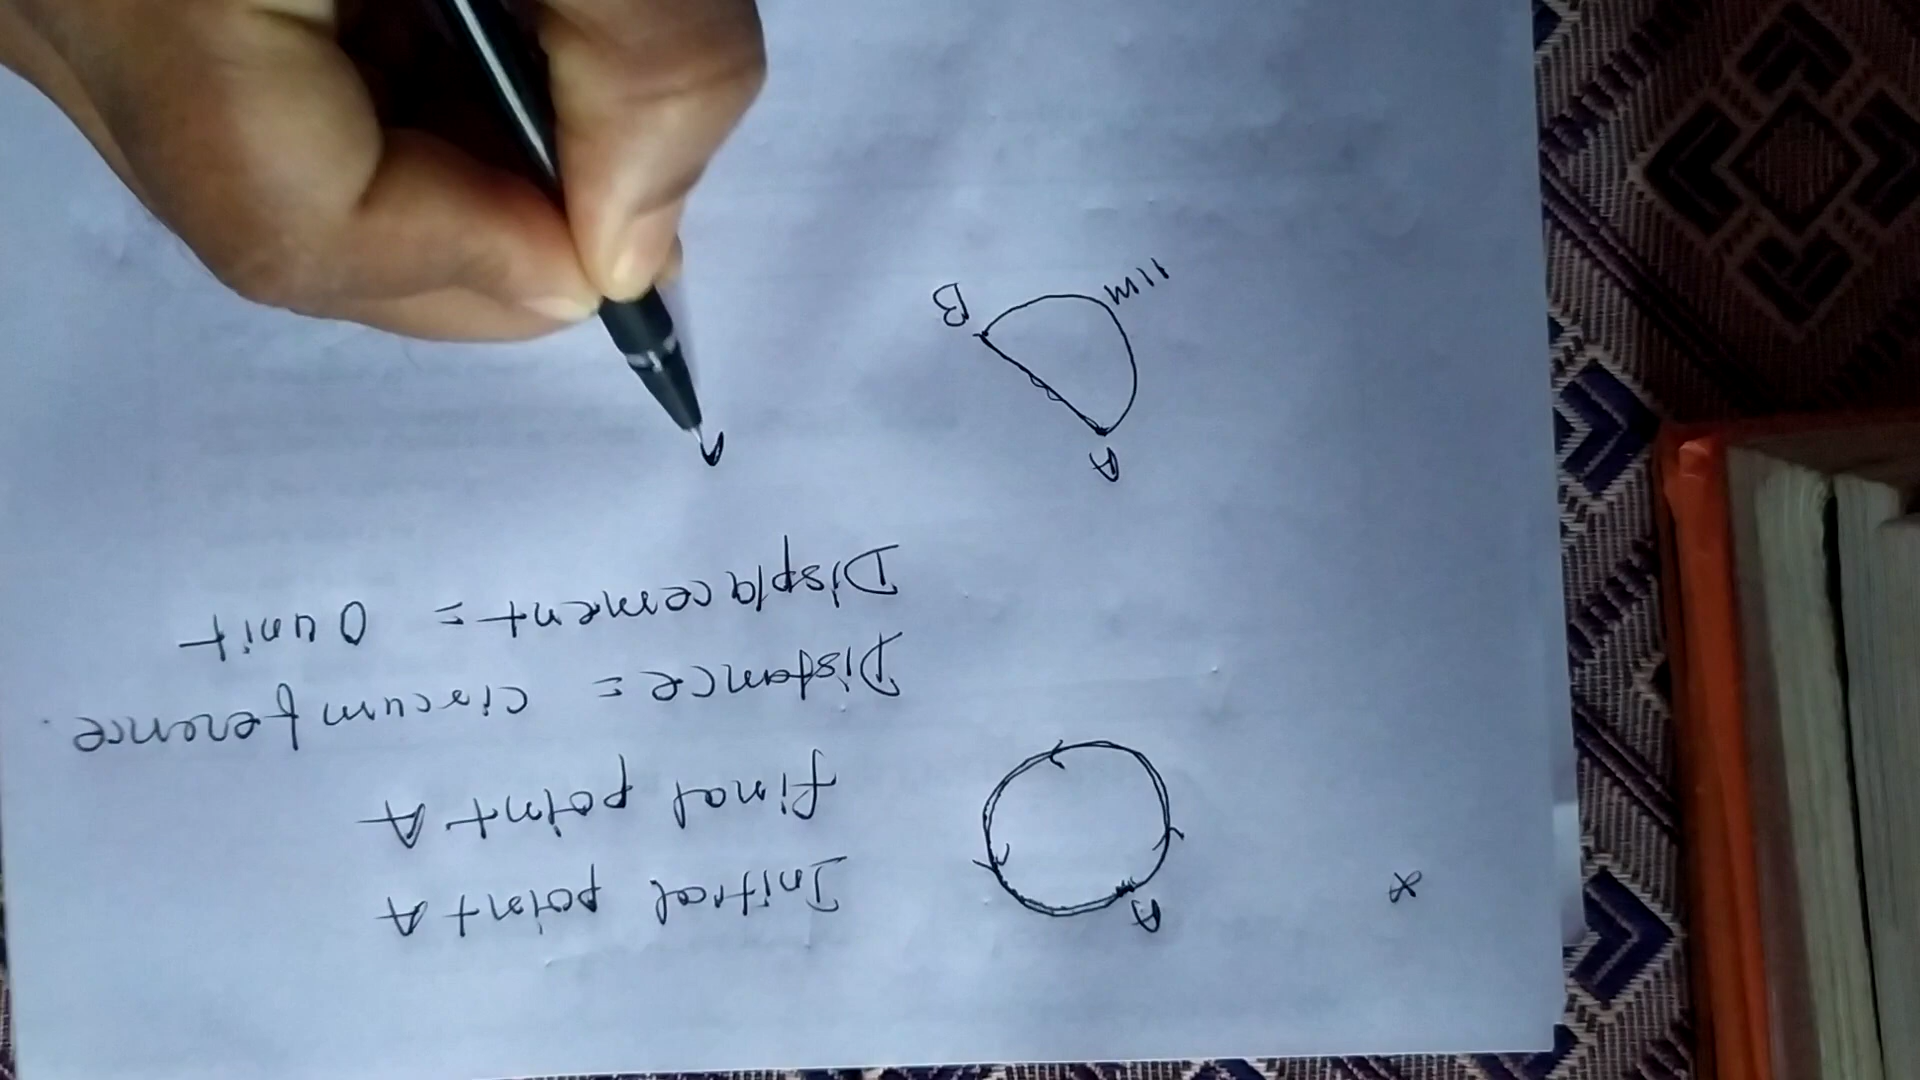 *
A
Initial point A
final point A
Distance = circumference.
Displacement = 0 unit
A
B
11m